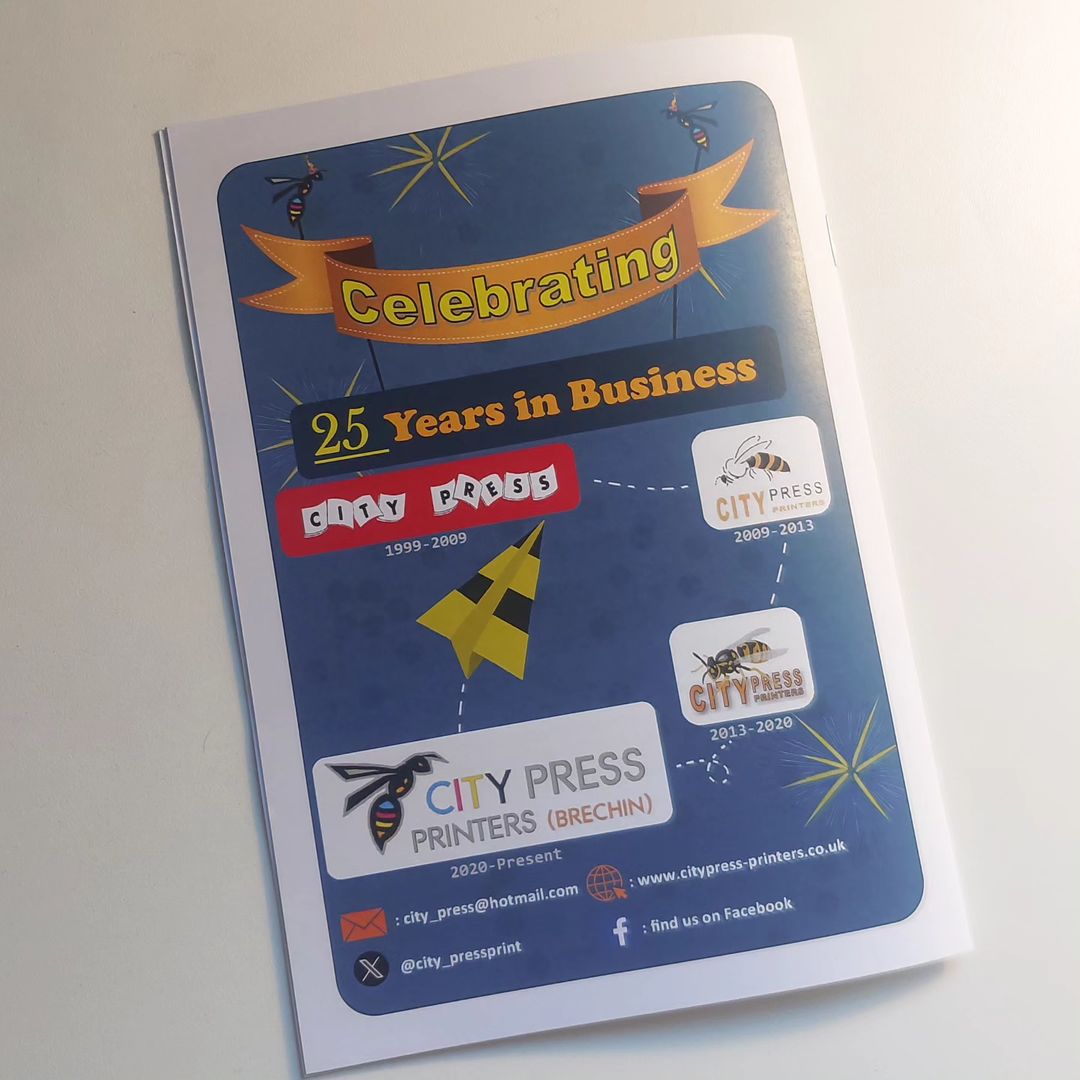 Celebrating
25 Years in Business
CITY PRESS
1999-2009
CITY PRESS
PRINTERS
2009-2013
CITY PRESS
PRINTERS
2013-2020
CITY PRESS
PRINTERS (BRECHIN)
2020-Present
: city_press@hotmail.com
: www.citypress-printers.co.uk
@city_pressprint
: find us on Facebook